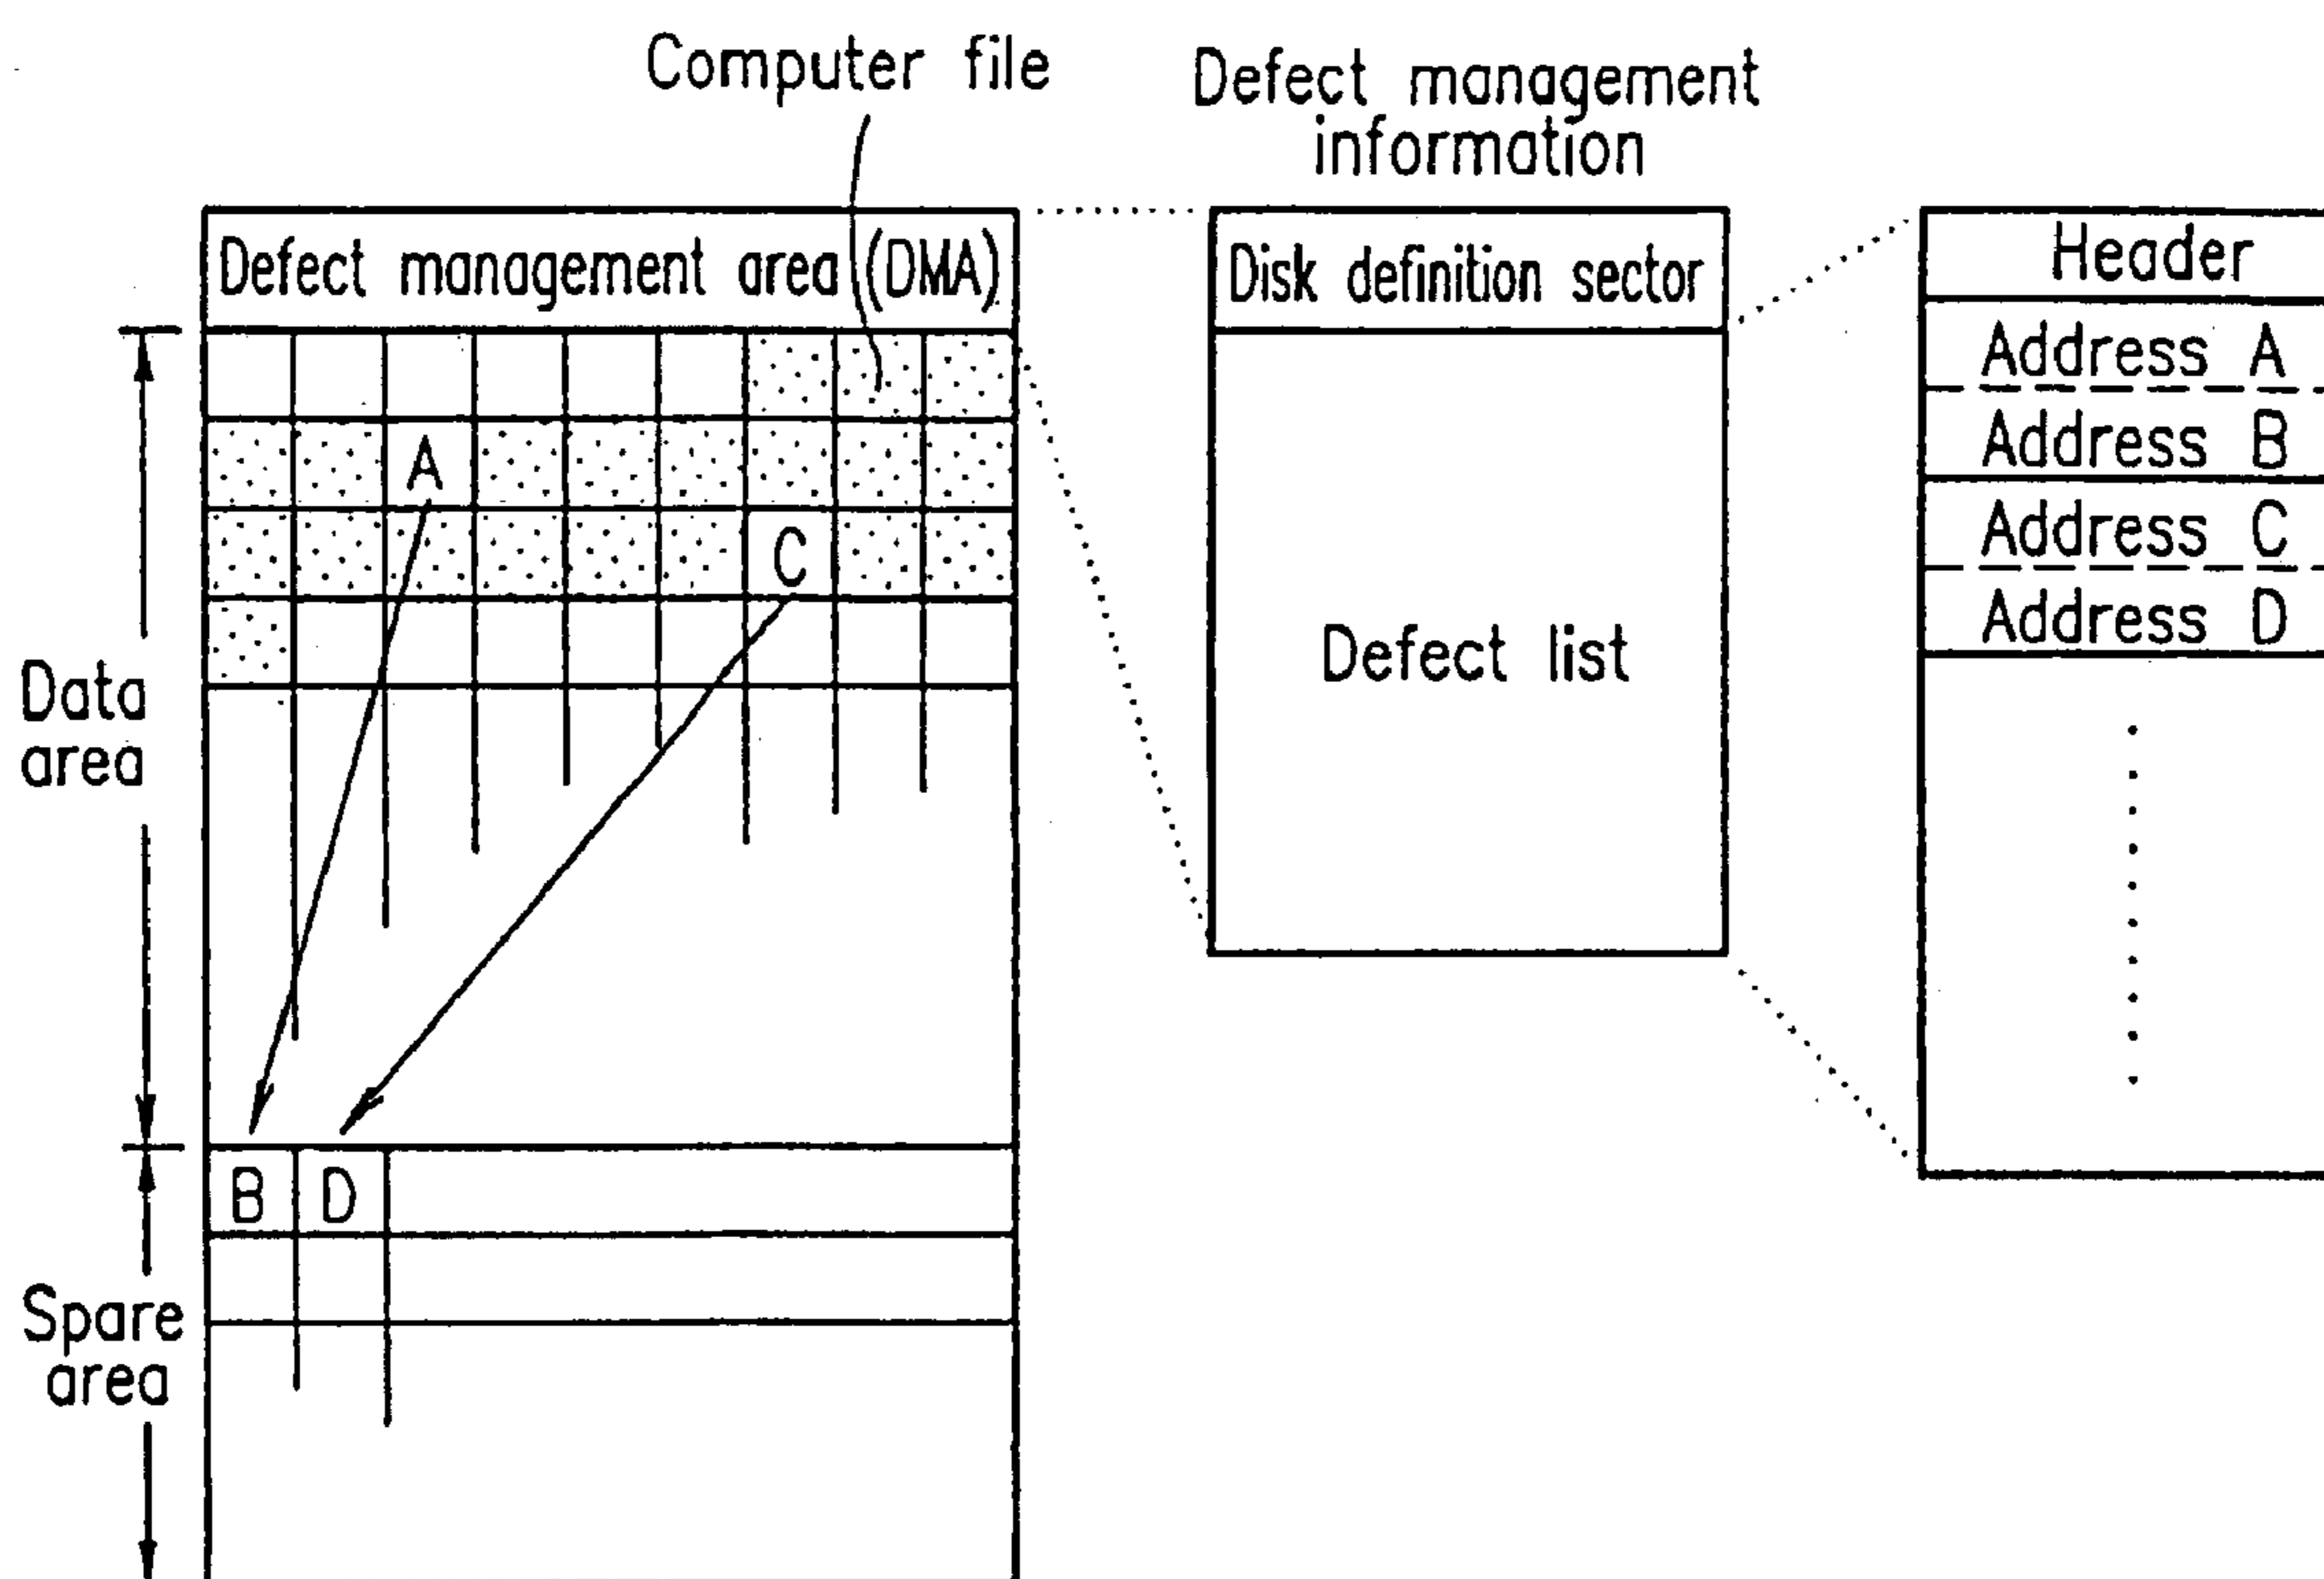 Computer file
Defect management
information
Defect management area (DMA)
Disk definition sector
Header
Address A
Address B
Address C
Address D
A
C
Defect list
Data
area
B D
Spare
area